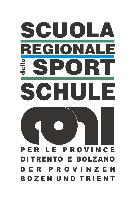 SCUOLA
REGIONALE
dello SPORT
SCHULE
CONI
PER LE PROVINCE
DI TRENTO E BOLZANO
DER PROVINZEN
BOZEN UND TRIENT